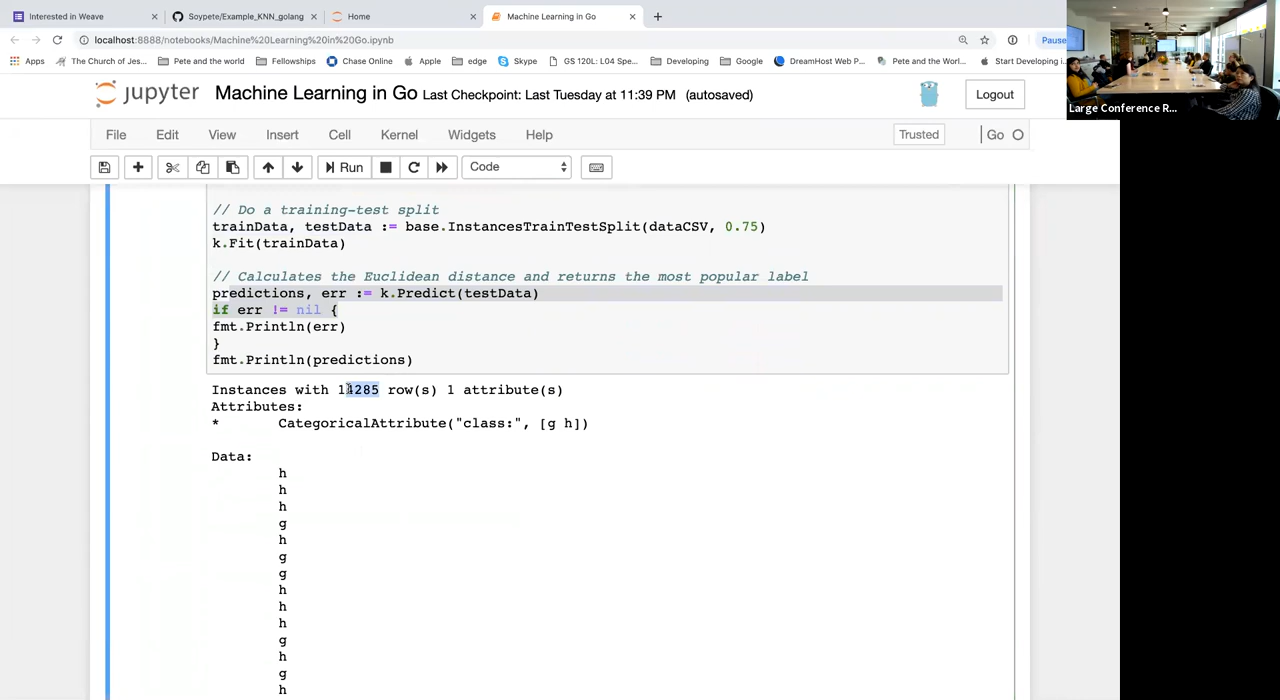 Interested in Weave
Soypete/Example_KNN_golang
Home
Machine Learning in Go
localhost:8888/notebooks/Machine%20Learning%20in%20Go.ipynb
Pause
Apps
The Church of Jes...
Pete and the world
Fellowships
Chase Online
Apple
edge
Skype
GS 120L: L04 Spe...
Developing
Google
DreamHost Web P...
Pete and the Worl...
Start Developing i...
Large Conference R...
jupyter Machine Learning in Go Last Checkpoint: Last Tuesday at 11:39 PM (autosaved)
Logout
File Edit View Insert Cell Kernel Widgets Help
Trusted
Go
Run
Code
// Do a training-test split
trainData, testData := base.InstancesTrainTestSplit(dataCSV, 0.75)
k.Fit(trainData)
// Calculates the Euclidean distance and returns the most popular label
predictions, err := k.Predict(testData)
if err != nil {
fmt.Println(err)
}
fmt.Println(predictions)
Instances with 14285 row(s) 1 attribute(s)
Attributes:
* CategoricalAttribute("class:", [g h])
Data:
h
h
h
g
h
g
g
h
h
h
g
h
g
h